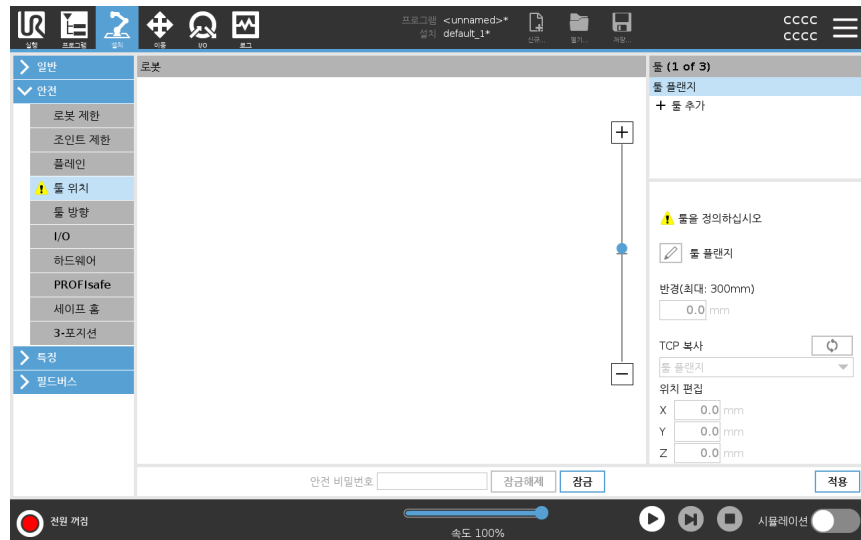 프로그램 <unnamed>*
설치 default_1*
cccc
cccc
실행
프로그램
설치
이동
I/O
로그
신규...
열기...
저장...
일반
안전
로봇 제한
조인트 제한
플레인
툴 위치
툴 방향
I/O
하드웨어
PROFIsafe
세이프 홈
3-포지션
특징
필드버스
로봇
툴 (1 of 3)
툴 플랜지
+ 툴 추가
툴을 정의하십시오
툴 플랜지
반경(최대: 300mm)
0.0 mm
TCP 복사
툴 플랜지
위치 편집
X 0.0 mm
Y 0.0 mm
Z 0.0 mm
안전 비밀번호
잠금해제
잠금
적용
전원 꺼짐
속도 100%
시뮬레이션